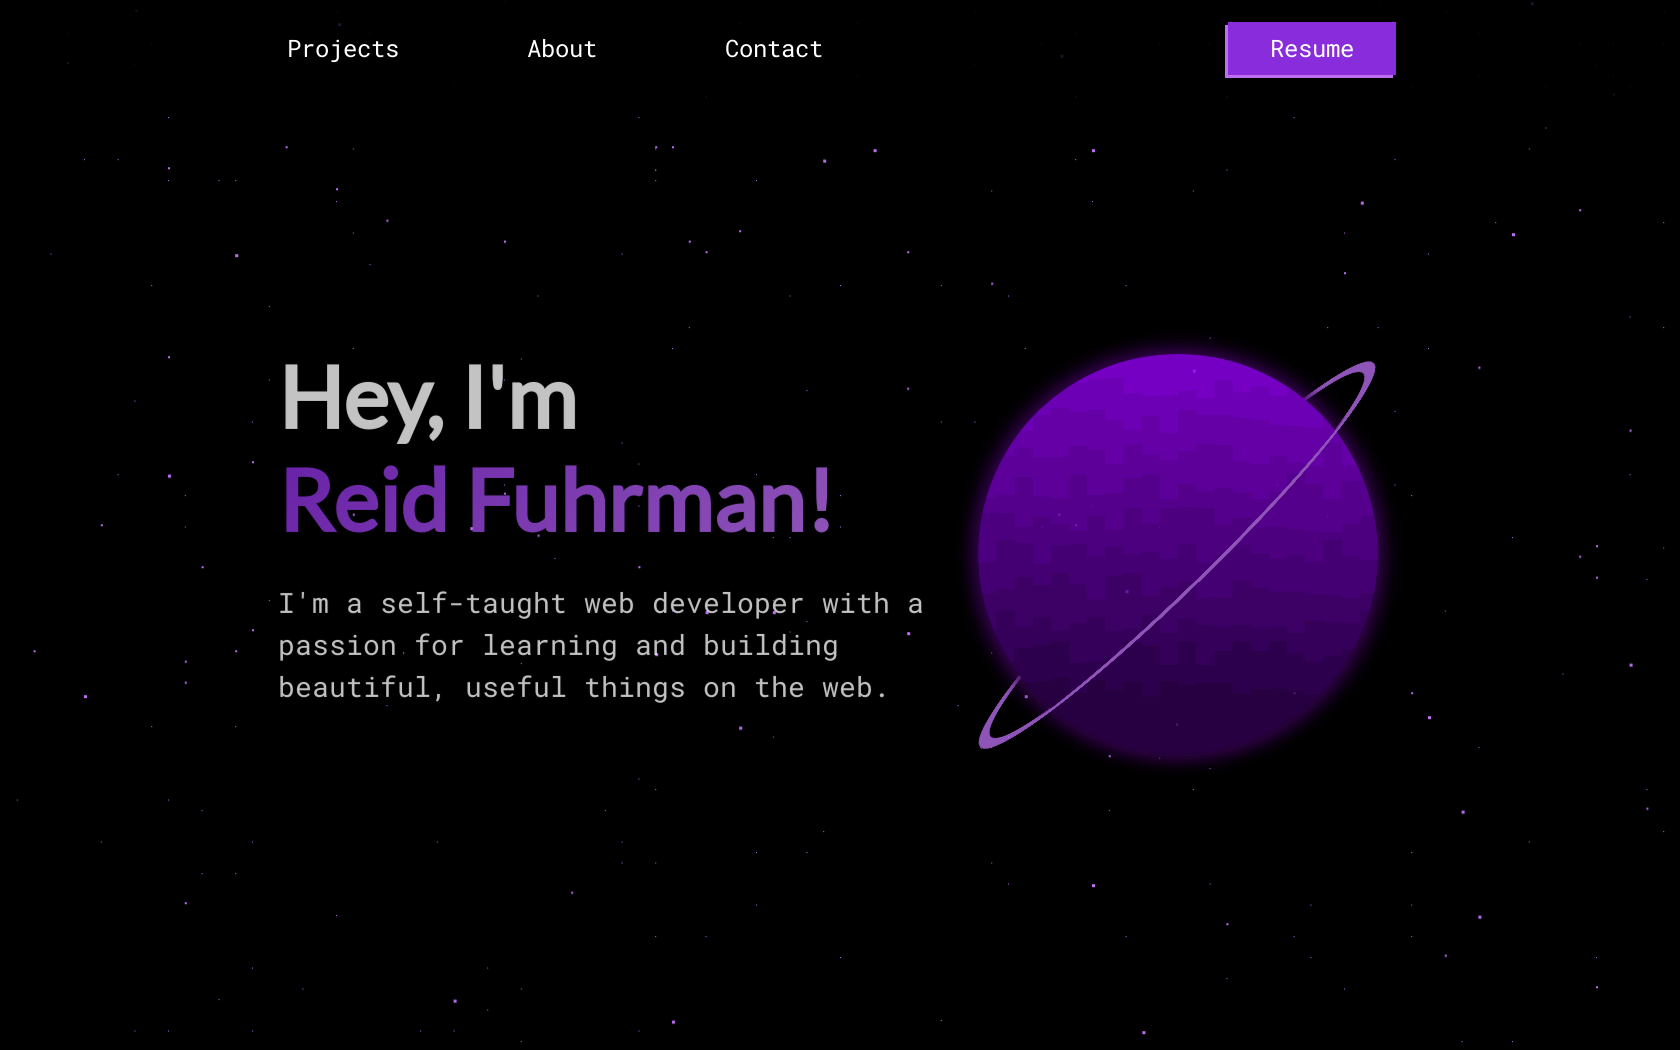 Projects About Contact Resume
Hey, I'm
Reid Fuhrman!
I'm a self-taught web developer with a
passion for learning and building
beautiful, useful things on the web.